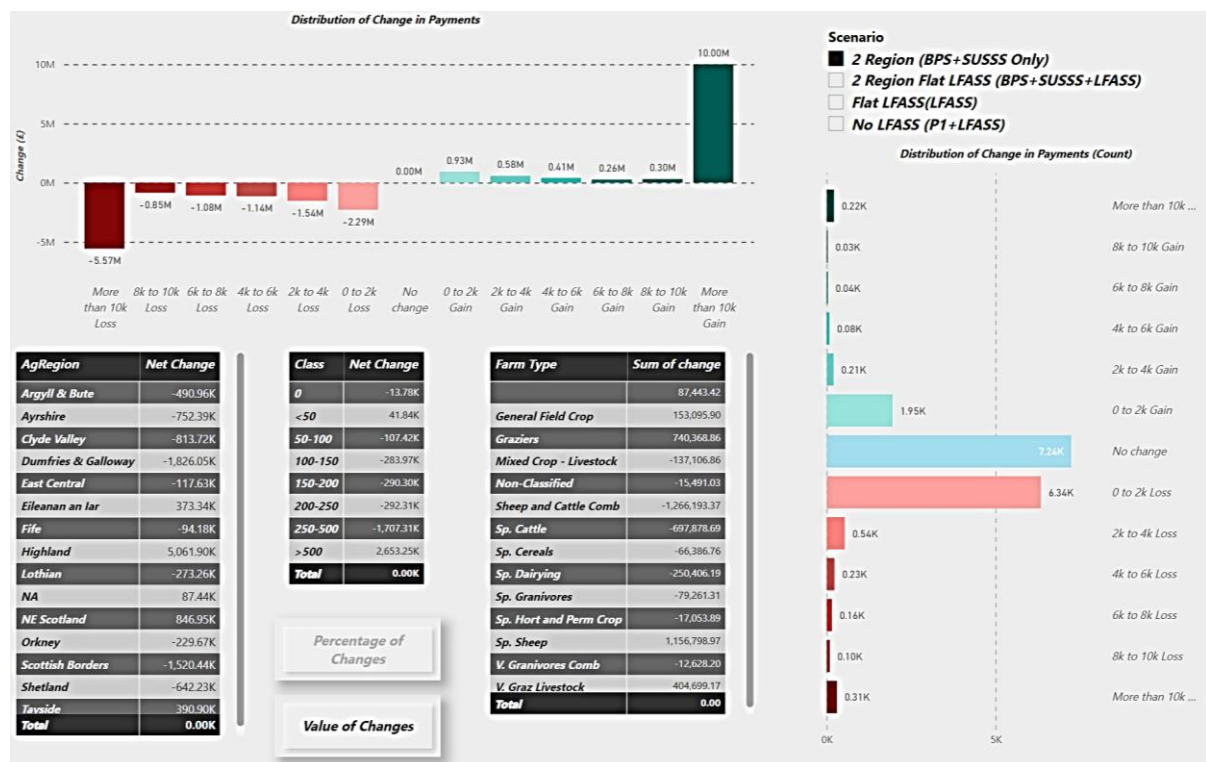 Distribution of Change in Payments
Change (£)
10M
5M
0M
-5M
-5.57M
-0.85M
-1.08M
-1.14M
-1.54M
-2.29M
0.00M
0.93M
0.58M
0.41M
0.26M
0.30M
10.00M
More than 10k Loss
8k to 10k Loss
6k to 8k Loss
4k to 6k Loss
2k to 4k Loss
0 to 2k Loss
No change
0 to 2k Gain
2k to 4k Gain
4k to 6k Gain
6k to 8k Gain
8k to 10k Gain
More than 10k Gain
Scenario
2 Region (BPS+SUSSS Only)
2 Region Flat LFASS (BPS+SUSSS+LFASS)
Flat LFASS(LFASS)
No LFASS (P1+LFASS)
Distribution of Change in Payments (Count)
0.22K More than 10k ...
0.03K 8k to 10k Gain
0.04K 6k to 8k Gain
0.08K 4k to 6k Gain
0.21K 2k to 4k Gain
1.95K 0 to 2k Gain
7.24K No change
6.34K 0 to 2k Loss
0.54K 2k to 4k Loss
0.23K 4k to 6k Loss
0.16K 6k to 8k Loss
0.10K 8k to 10k Loss
0.31K More than 10k ...
0K 5K
AgRegion Net Change
Argyll & Bute -490.96K
Ayrshire -752.39K
Clyde Valley -813.72K
Dumfries & Galloway -1,826.05K
East Central -117.63K
Eileanan an Iar 373.34K
Fife -94.18K
Highland 5,061.90K
Lothian -273.26K
NA 87.44K
NE Scotland 846.95K
Orkney -229.67K
Scottish Borders -1,520.44K
Shetland -642.23K
Tayside 390.90K
Total 0.00K
Class Net Change
0 -13.78K
<50 41.84K
50-100 -107.42K
100-150 -283.97K
150-200 -290.30K
200-250 -292.31K
250-500 -1,707.31K
>500 2,653.25K
Total 0.00K
Percentage of
Changes
Value of Changes
Farm Type Sum of change
87,443.42
General Field Crop 153,095.90
Graziers 740,368.86
Mixed Crop - Livestock -137,106.86
Non-Classified -15,491.03
Sheep and Cattle Comb -1,266,193.37
Sp. Cattle -697,878.69
Sp. Cereals -66,386.76
Sp. Dairying -250,406.19
Sp. Granivores -79,261.31
Sp. Hort and Perm Crop -17,053.89
Sp. Sheep 1,156,798.97
V. Granivores Comb -12,628.20
V. Graz Livestock 404,699.17
Total 0.00